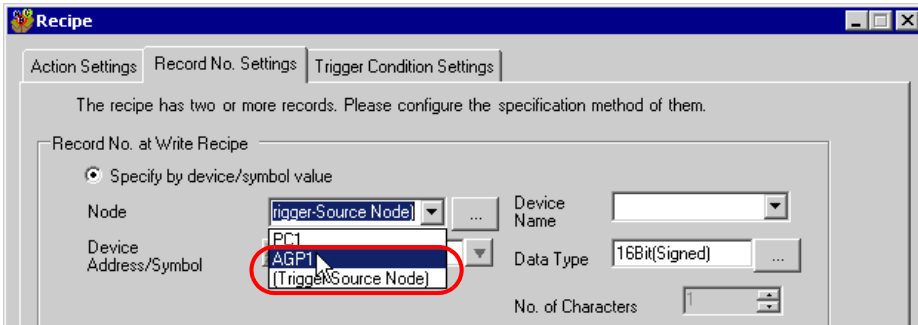 Recipe
Action Settings Record No. Settings Trigger Condition Settings
The recipe has two or more records. Please configure the specification method of them.
Record No. at Write Recipe
Specify by device/symbol value
Node rigger-Source Node) ... Device Name
PC1
Device Address/Symbol AGP1 Data Type 16Bit(Signed) ...
(Trigger-Source Node)
No. of Characters 1